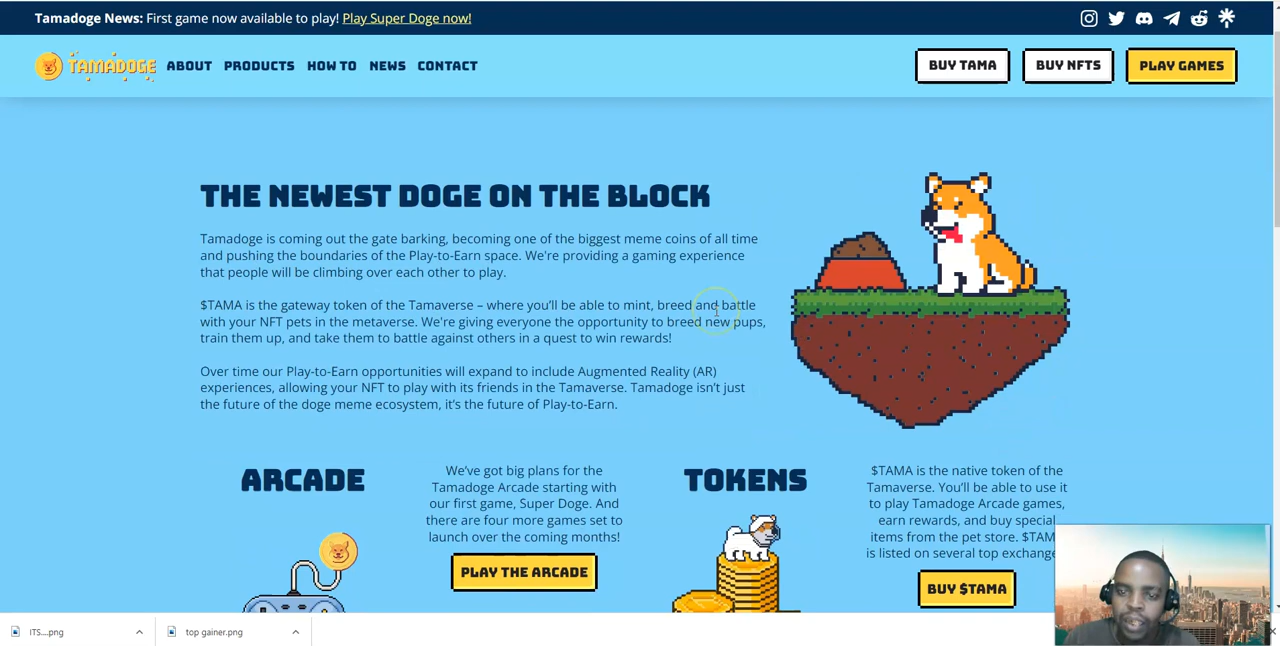 Tamadoge News: First game now available to play! Play Super Doge now!
TAMADOGE ABOUT PRODUCTS HOW TO NEWS CONTACT BUY TAMA BUY NFTS PLAY GAMES
THE NEWEST DOGE ON THE BLOCK
Tamadoge is coming out the gate barking, becoming one of the biggest meme coins of all time
and pushing the boundaries of the Play-to-Earn space. We're providing a gaming experience
that people will be climbing over each other to play.
$TAMA is the gateway token of the Tamaverse – where you'll be able to mint, breed and battle
with your NFT pets in the metaverse. We're giving everyone the opportunity to breed new pups,
train them up, and take them to battle against others in a quest to win rewards!
Over time our Play-to-Earn opportunities will expand to include Augmented Reality (AR)
experiences, allowing your NFT to play with its friends in the Tamaverse. Tamadoge isn't just
the future of the doge meme ecosystem, it's the future of Play-to-Earn.
ARCADE
We've got big plans for the
Tamadoge Arcade starting with
our first game, Super Doge. And
there are four more games set to
launch over the coming months!
PLAY THE ARCADE
TOKENS
$TAMA is the native token of the
Tamaverse. You'll be able to use it
to play Tamadoge Arcade games,
earn rewards, and buy special
items from the pet store. $TAM
is listed on several top exchange
BUY $TAMA
ITS....png
top gainer.png